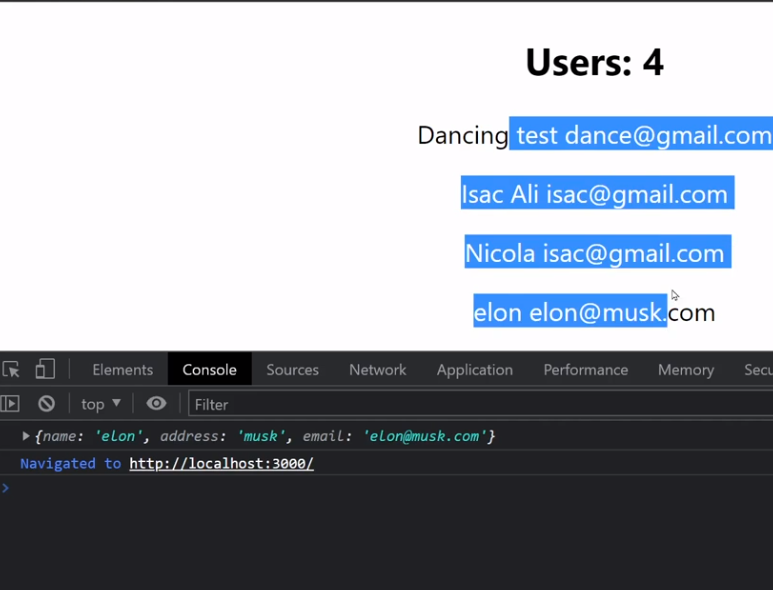 Users: 4
Dancing test dance@gmail.com
Isac Ali isac@gmail.com
Nicola isac@gmail.com
elon elon@musk.com
Elements Console Sources Network Application Performance Memory Secu
top Filter
{name: 'elon', address: 'musk', email: 'elon@musk.com'}
Navigated to http://localhost:3000/